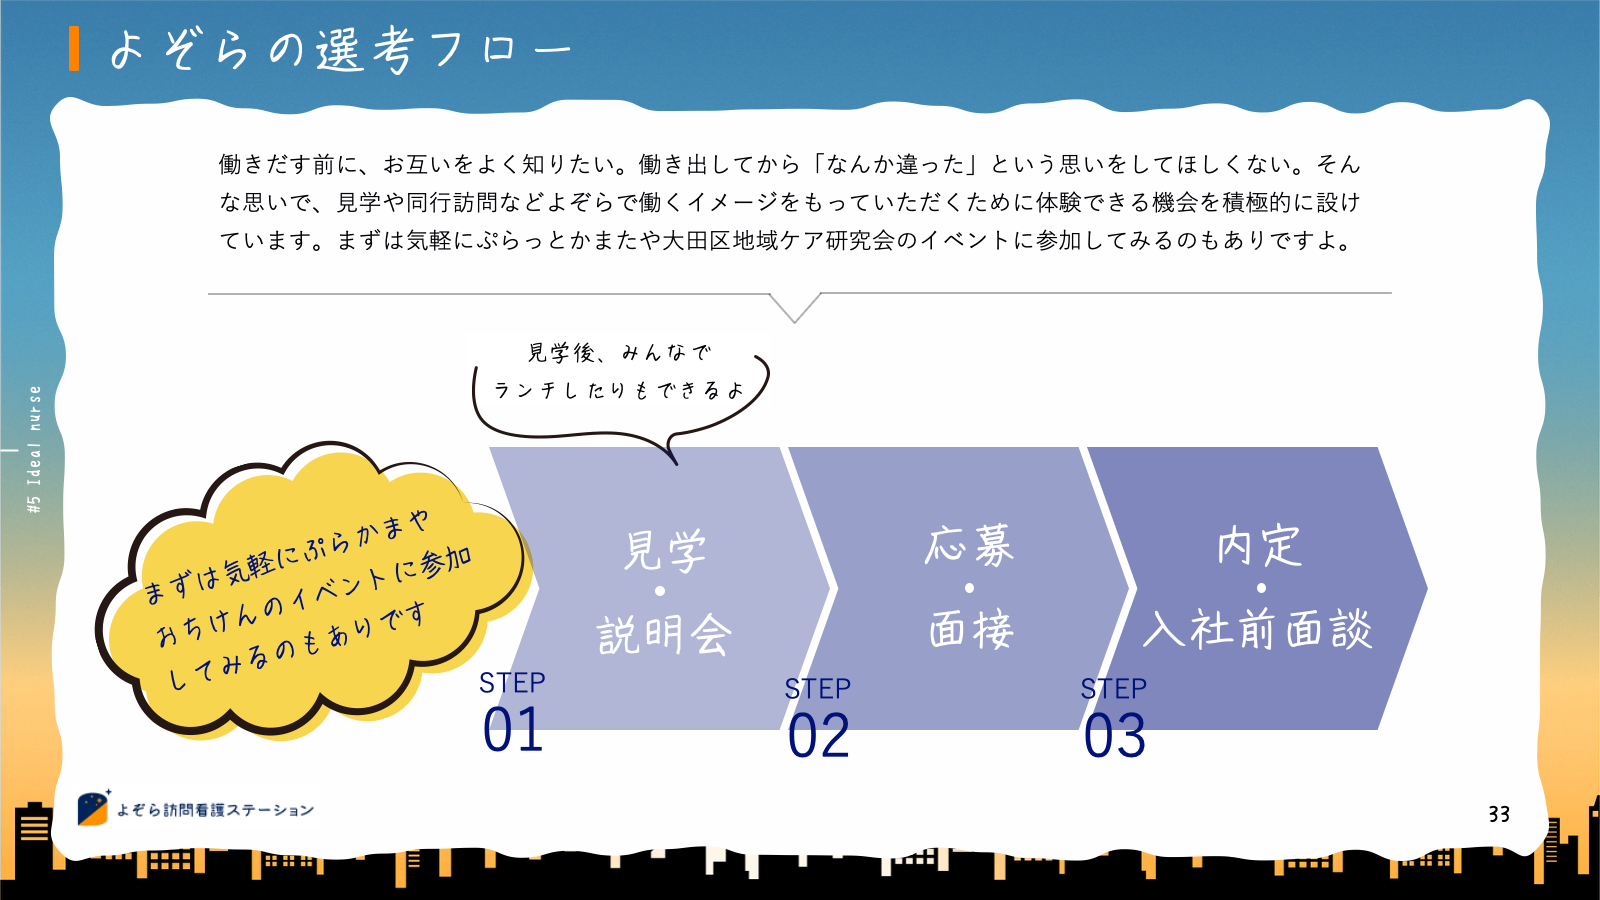 よぞらの選考フロー
働きだす前に、お互いをよく知りたい。働き出してから「なんか違った」という思いをしてほしくない。そん
な思いで、見学や同行訪問などよぞらで働くイメージをもっていただくために体験できる機会を積極的に設け
ています。まずは気軽にぷらっとかまたや大田区地域ケア研究会のイベントに参加してみるのもありですよ。
見学後、みんなで
ランチしたりもできるよ
まずは気軽にぷらかまや
おちけんのイベントに参加
してみるのもありです
見学
・
説明会
STEP
01
応募
・
面接
STEP
02
内定
・
入社前面談
STEP
03
#5 Ideal nurse
よぞら訪問看護ステーション
33